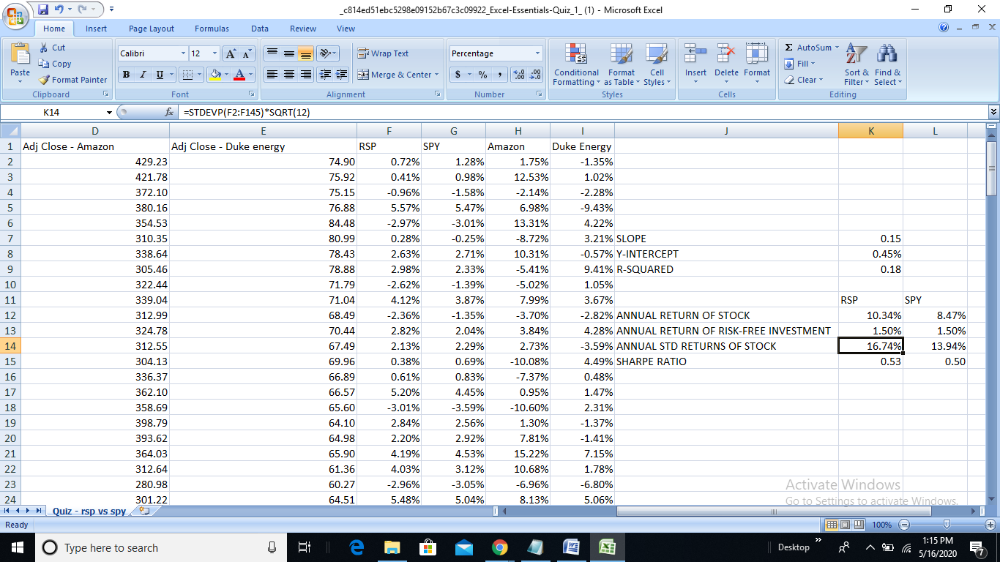 _c814ed51ebc5298e09152b67c3c09922_Excel-Essentials-Quiz_1_ (1) - Microsoft Excel
Home Insert Page Layout Formulas Data Review View
Paste Cut Copy Format Painter Clipboard
Calibri 12 B I U A A A Font
Wrap Text Merge & Center Alignment
Percentage $ % , .0 .00 .00 .0 Number
Conditional Formatting Format as Table Cell Styles Styles
Insert Delete Format Cells
Σ AutoSum Fill Clear Sort & Filter Find & Select Editing
K14 fx =STDEVP(F2:F145)*SQRT(12)
D E F G H I J K L
1 Adj Close - Amazon Adj Close - Duke energy RSP SPY Amazon Duke Energy
2 429.23 74.90 0.72% 1.28% 1.75% -1.35%
3 421.78 75.92 0.41% 0.98% 12.53% 1.02%
4 372.10 75.15 -0.96% -1.58% -2.14% -2.28%
5 380.16 76.88 5.57% 5.47% 6.98% -9.43%
6 354.53 84.48 -2.97% -3.01% 13.31% 4.22%
7 310.35 80.99 0.28% -0.25% -8.72% 3.21% SLOPE 0.15
8 338.64 78.43 2.63% 2.71% 10.31% -0.57% Y-INTERCEPT 0.45%
9 305.46 78.88 2.98% 2.33% -5.41% 9.41% R-SQUARED 0.18
10 322.44 71.79 -2.62% -1.39% -5.02% 1.05%
11 339.04 71.04 4.12% 3.87% 7.99% 3.67% RSP SPY
12 312.99 68.49 -2.36% -1.35% -3.70% -2.82% ANNUAL RETURN OF STOCK 10.34% 8.47%
13 324.78 70.44 2.82% 2.04% 3.84% 4.28% ANNUAL RETURN OF RISK-FREE INVESTMENT 1.50% 1.50%
14 312.55 67.49 2.13% 2.29% 2.73% -3.59% ANNUAL STD RETURNS OF STOCK 16.74% 13.94%
15 304.13 69.96 0.38% 0.69% -10.08% 4.49% SHARPE RATIO 0.53 0.50
16 336.37 66.89 0.61% 0.83% -7.37% 0.48%
17 362.10 66.57 5.20% 4.45% 0.95% 1.47%
18 358.69 65.60 -3.01% -3.59% -10.60% 2.31%
19 398.79 64.10 2.84% 2.56% 1.30% -1.37%
20 393.62 64.98 2.20% 2.92% 7.81% -1.41%
21 364.03 65.90 4.19% 4.53% 15.22% 7.15%
22 312.64 61.36 4.03% 3.12% 10.68% 1.78%
23 280.98 60.27 -2.96% -3.05% -6.96% -6.80%
24 301.22 64.51 5.48% 5.04% 8.13% 5.06%
Activate Windows
Go to Settings to activate Windows.
Quiz - rsp vs spy
Ready 100%
Type here to search Desktop 1:15 PM
5/16/2020 7